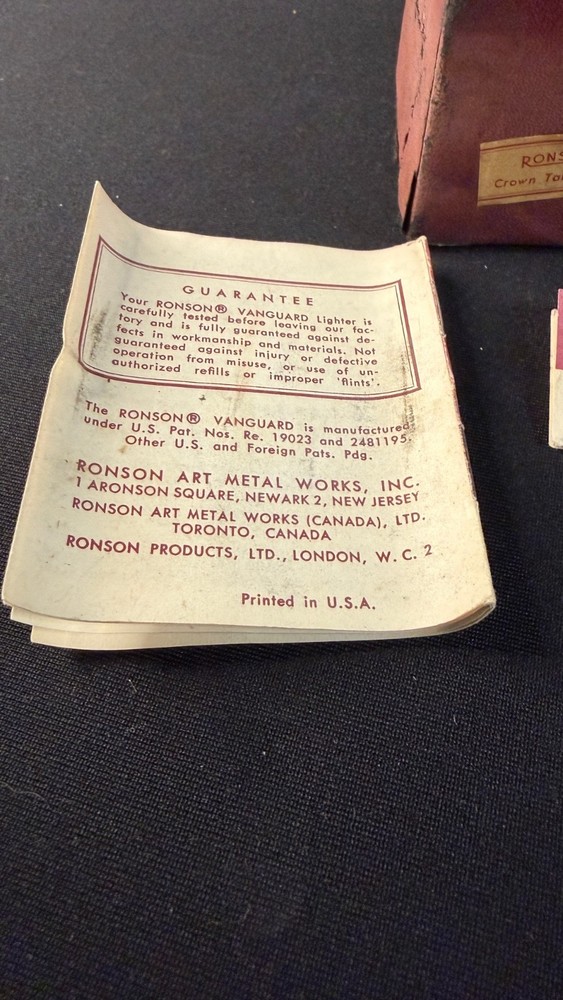 RONS
Crown Ta
GUARANTEE
Your RONSON® VANGUARD Lighter is
carefully tested before leaving our fac-
tory and is fully guaranteed against de-
fects in workmanship and materials. Not
guaranteed against injury or defective
operation from misuse, or use of un-
authorized refills or improper 'flints'.
The RONSON® VANGUARD is manufactured
under U.S. Pat. Nos. Re. 19023 and 2481195.
Other U.S. and Foreign Pats. Pdg.
RONSON ART METAL WORKS, INC.
1 ARONSON SQUARE, NEWARK 2, NEW JERSEY
RONSON ART METAL WORKS (CANADA), LTD.
TORONTO, CANADA
RONSON PRODUCTS, LTD., LONDON, W. C. 2
Printed in U.S.A.